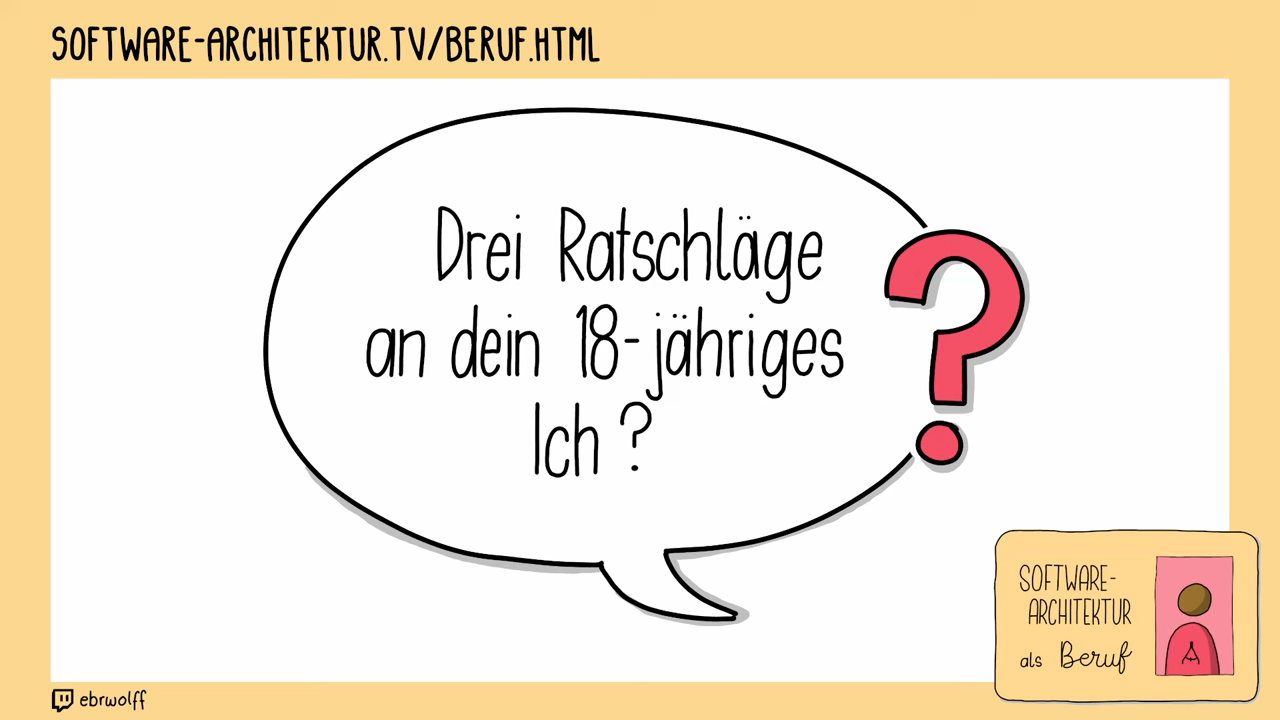 SOFTWARE-ARCHITEKTUR.TV/BERUF.HTML
Drei Ratschläge
an dein 18-jähriges
Ich ?
SOFTWARE-
ARCHITEKTUR
als Beruf
ebrwolff